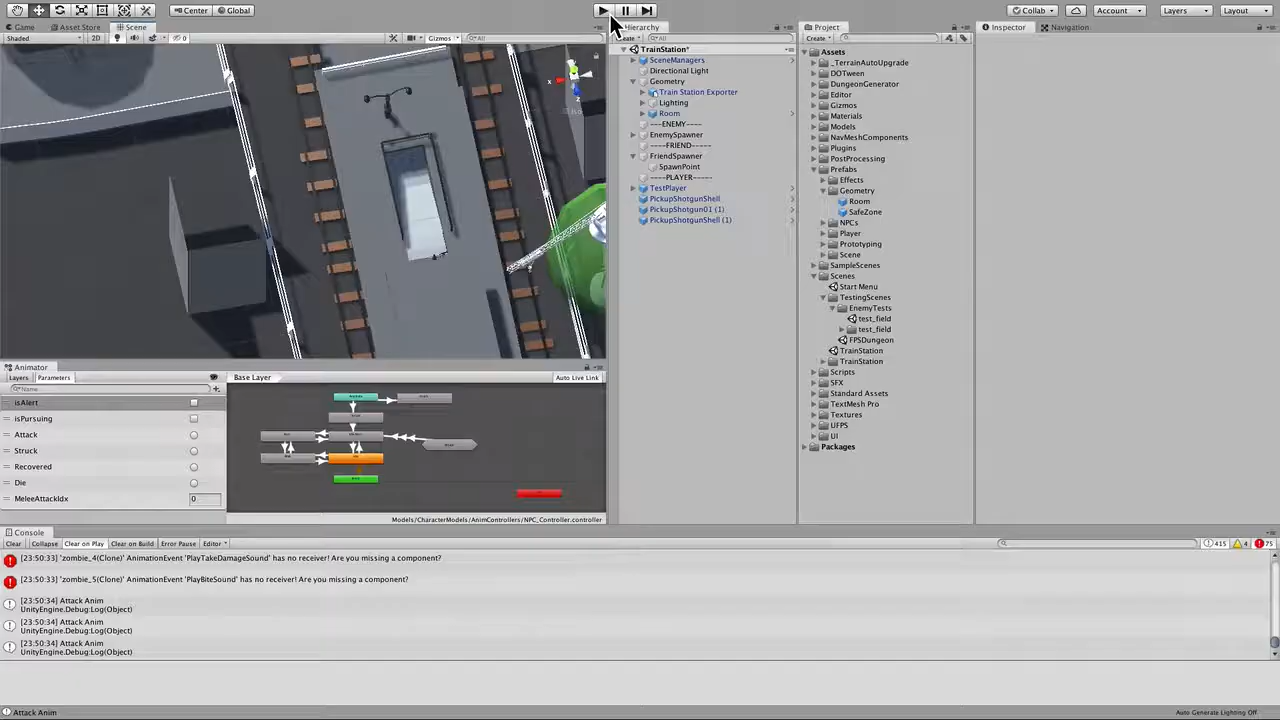 Center
Global
Collab
Account
Layers
Layout
Game
Asset Store
Scene
Hierarchy
Project
Inspector
Navigation
Shaded
2D
0
Gizmos
All
Create
All
Create
TrainStation*
SceneManagers
Directional Light
Geometry
Train Station Exporter
Lighting
Room
---ENEMY----
EnemySpawner
----FRIEND-----
FriendSpawner
SpawnPoint
----PLAYER-----
TestPlayer
PickupShotgunShell
PickupShotgun01 (1)
PickupShotgunShell (1)
Assets
_TerrainAutoUpgrade
DOTween
DungeonGenerator
Editor
Gizmos
Materials
Models
NavMeshComponents
Plugins
PostProcessing
Prefabs
Effects
Geometry
Room
SafeZone
NPCs
Player
Prototyping
Scene
SampleScenes
Scenes
Start Menu
TestingScenes
EnemyTests
test_field
test_field
FPSDungeon
TrainStation
TrainStation
Scripts
SFX
Standard Assets
TextMesh Pro
Textures
UFPS
UI
Packages
Animator
Layers
Parameters
Base Layer
Auto Live Link
Name
isAlert
isPursuing
Attack
Struck
Recovered
Die
MeleeAttackIdx
0
Models/CharacterModels/AnimControllers/NPC_Controller.controller
Console
Clear
Collapse
Clear on Play
Clear on Build
Error Pause
Editor
415
4
75
[23:50:33] 'zombie_4(Clone)' AnimationEvent 'PlayTakeDamageSound' has no receiver! Are you missing a component?
[23:50:33] 'zombie_5(Clone)' AnimationEvent 'PlayBiteSound' has no receiver! Are you missing a component?
[23:50:34] Attack Anim
UnityEngine.Debug:Log(Object)
[23:50:34] Attack Anim
UnityEngine.Debug:Log(Object)
[23:50:34] Attack Anim
UnityEngine.Debug:Log(Object)
Attack Anim
Auto Generate Lighting Off